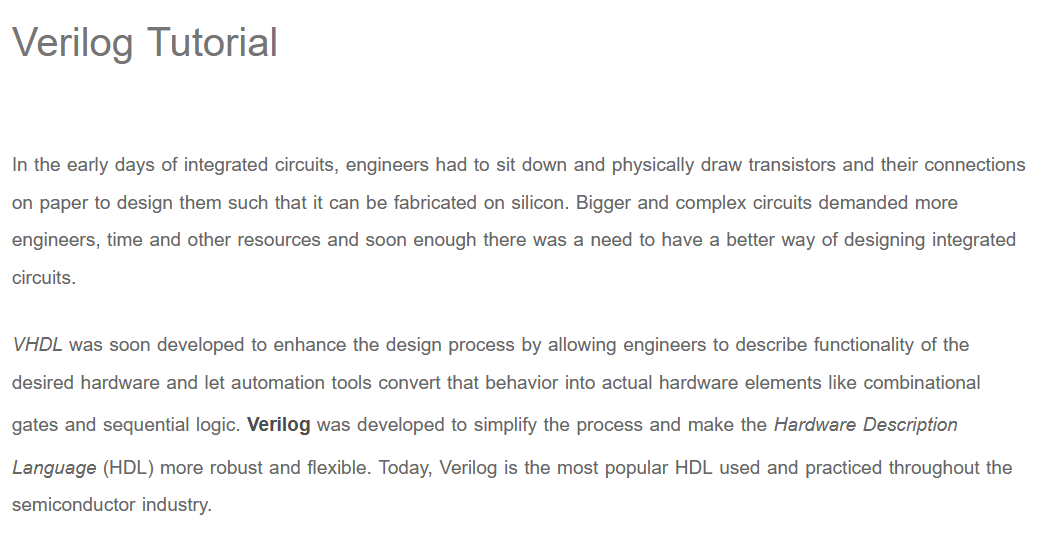 Verilog Tutorial
In the early days of integrated circuits, engineers had to sit down and physically draw transistors and their connections
on paper to design them such that it can be fabricated on silicon. Bigger and complex circuits demanded more
engineers, time and other resources and soon enough there was a need to have a better way of designing integrated
circuits.
VHDL was soon developed to enhance the design process by allowing engineers to describe functionality of the
desired hardware and let automation tools convert that behavior into actual hardware elements like combinational
gates and sequential logic. Verilog was developed to simplify the process and make the Hardware Description
Language (HDL) more robust and flexible. Today, Verilog is the most popular HDL used and practiced throughout the
semiconductor industry.